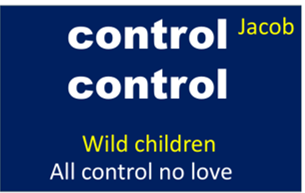 control Jacob
control
Wild children
All control no love